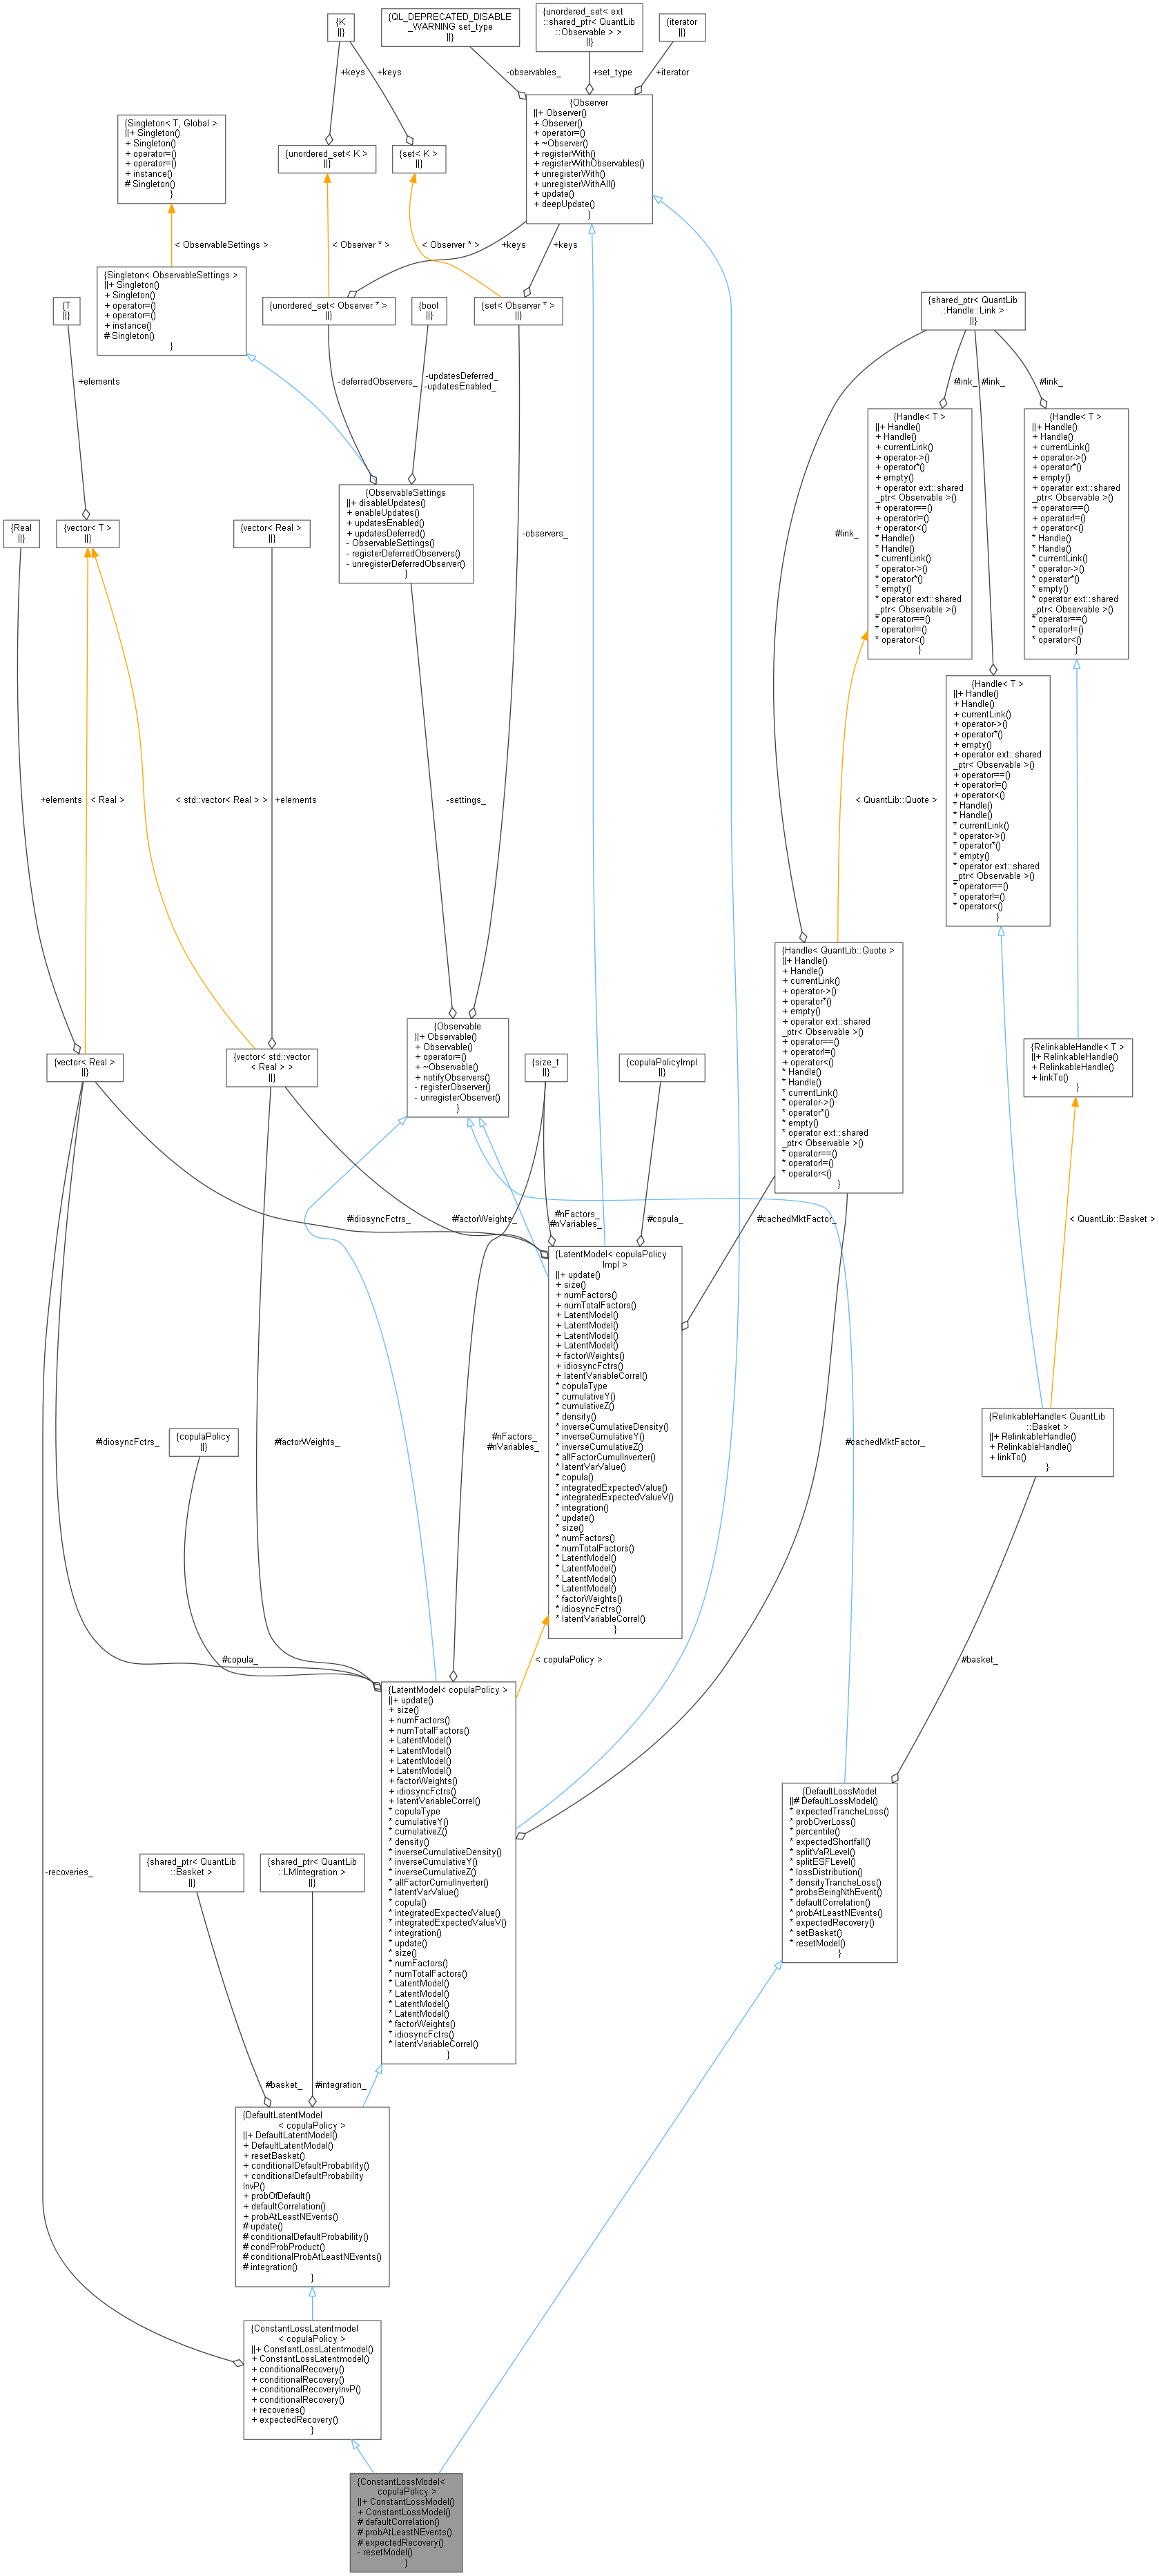 {K
||}
{QL_DEPRECATED_DISABLE
_WARNING set_type
||}
{unordered_set< ext
::shared_ptr< QuantLib
::Observable > >
||}
{iterator
||}
+keys
+keys
-observables_
+set_type
+iterator
{Singleton< T, Global >
||+ Singleton()
+ Singleton()
+ operator=()
+ operator=()
+ instance()
# Singleton()
}
{unordered_set< K >
||}
{set< K >
||}
{Observer
||+ Observer()
+ Observer()
+ operator=()
+ ~Observer()
+ registerWith()
+ registerWithObservables()
+ unregisterWith()
+ unregisterWithAll()
+ update()
+ deepUpdate()
}
< ObservableSettings >
< Observer * >
< Observer * >
+keys
+keys
{Singleton< ObservableSettings >
||+ Singleton()
+ Singleton()
+ operator=()
+ operator=()
+ instance()
# Singleton()
}
{T
||}
{unordered_set< Observer * >
||}
{bool
||}
{set< Observer * >
||}
{shared_ptr< QuantLib
::Handle::Link >
||}
+elements
-deferredObservers_
-updatesDeferred_
-updatesEnabled_
#link_
#link_
#link_
{Handle< T >
||+ Handle()
+ Handle()
+ currentLink()
+ operator->()
+ operator*()
+ empty()
+ operator ext::shared
_ptr< Observable >()
+ operator==()
+ operator!=()
+ operator<()
* Handle()
* Handle()
* currentLink()
* operator->()
* operator*()
* empty()
* operator ext::shared
_ptr< Observable >()
* operator==()
* operator!=()
* operator<()
}
{Handle< T >
||+ Handle()
+ Handle()
+ currentLink()
+ operator->()
+ operator*()
+ empty()
+ operator ext::shared
_ptr< Observable >()
+ operator==()
+ operator!=()
+ operator<()
* Handle()
* Handle()
* currentLink()
* operator->()
* operator*()
* empty()
* operator ext::shared
_ptr< Observable >()
* operator==()
* operator!=()
* operator<()
}
{Real
||}
{vector< T >
||}
{vector< Real >
||}
{ObservableSettings
||+ disableUpdates()
+ enableUpdates()
+ updatesEnabled()
+ updatesDeferred()
- ObservableSettings()
- registerDeferredObservers()
- unregisterDeferredObserver()
}
-observers_
#link_
{Handle< T >
||+ Handle()
+ Handle()
+ currentLink()
+ operator->()
+ operator*()
+ empty()
+ operator ext::shared
_ptr< Observable >()
+ operator==()
+ operator!=()
+ operator<()
* Handle()
* Handle()
* currentLink()
* operator->()
* operator*()
* empty()
* operator ext::shared
_ptr< Observable >()
* operator==()
* operator!=()
* operator<()
}
+elements
< Real >
< std::vector< Real > >
+elements
-settings_
< QuantLib::Quote >
{Handle< QuantLib::Quote >
||+ Handle()
+ Handle()
+ currentLink()
+ operator->()
+ operator*()
+ empty()
+ operator ext::shared
_ptr< Observable >()
+ operator==()
+ operator!=()
+ operator<()
* Handle()
* Handle()
* currentLink()
* operator->()
* operator*()
* empty()
* operator ext::shared
_ptr< Observable >()
* operator==()
* operator!=()
* operator<()
}
{vector< Real >
||}
{vector< std::vector
< Real > >
||}
{Observable
||+ Observable()
+ Observable()
+ operator=()
+ ~Observable()
+ notifyObservers()
- registerObserver()
- unregisterObserver()
}
{size_t
||}
{copulaPolicyImpl
||}
{RelinkableHandle< T >
||+ RelinkableHandle()
+ RelinkableHandle()
+ linkTo()
}
#idiosyncFctrs_
#factorWeights_
#nFactors_
#nVariables_
#copula_
#cachedMktFactor_
< QuantLib::Basket >
{LatentModel< copulaPolicy
Impl >
||+ update()
+ size()
+ numFactors()
+ numTotalFactors()
+ LatentModel()
+ LatentModel()
+ LatentModel()
+ LatentModel()
+ factorWeights()
+ idiosyncFctrs()
+ latentVariableCorrel()
* copulaType
* cumulativeY()
* cumulativeZ()
* density()
* inverseCumulativeDensity()
* inverseCumulativeY()
* inverseCumulativeZ()
* allFactorCumulInverter()
* latentVarValue()
* copula()
* integratedExpectedValue()
* integratedExpectedValueV()
* integration()
* update()
* size()
* numFactors()
* numTotalFactors()
* LatentModel()
* LatentModel()
* LatentModel()
* LatentModel()
* factorWeights()
* idiosyncFctrs()
* latentVariableCorrel()
}
{copulaPolicy
||}
#idiosyncFctrs_
#factorWeights_
#nFactors_
#nVariables_
#cachedMktFactor_
{RelinkableHandle< QuantLib
::Basket >
||+ RelinkableHandle()
+ RelinkableHandle()
+ linkTo()
}
#copula_
< copulaPolicy >
#basket_
{LatentModel< copulaPolicy >
||+ update()
+ size()
+ numFactors()
+ numTotalFactors()
+ LatentModel()
+ LatentModel()
+ LatentModel()
+ LatentModel()
+ factorWeights()
+ idiosyncFctrs()
+ latentVariableCorrel()
* copulaType
* cumulativeY()
* cumulativeZ()
* density()
* inverseCumulativeDensity()
* inverseCumulativeY()
* inverseCumulativeZ()
* allFactorCumulInverter()
* latentVarValue()
* copula()
* integratedExpectedValue()
* integratedExpectedValueV()
* integration()
* update()
* size()
* numFactors()
* numTotalFactors()
* LatentModel()
* LatentModel()
* LatentModel()
* LatentModel()
* factorWeights()
* idiosyncFctrs()
* latentVariableCorrel()
}
{DefaultLossModel
||# DefaultLossModel()
* expectedTrancheLoss()
* probOverLoss()
* percentile()
* expectedShortfall()
* splitVaRLevel()
* splitESFLevel()
* lossDistribution()
* densityTrancheLoss()
* probsBeingNthEvent()
* defaultCorrelation()
* probAtLeastNEvents()
* expectedRecovery()
* setBasket()
* resetModel()
}
-recoveries_
{shared_ptr< QuantLib
::Basket >
||}
{shared_ptr< QuantLib
::LMIntegration >
||}
#basket_
#integration_
{DefaultLatentModel
< copulaPolicy >
||+ DefaultLatentModel()
+ DefaultLatentModel()
+ resetBasket()
+ conditionalDefaultProbability()
+ conditionalDefaultProbability
InvP()
+ probOfDefault()
+ defaultCorrelation()
+ probAtLeastNEvents()
# update()
# conditionalDefaultProbability()
# condProbProduct()
# conditionalProbAtLeastNEvents()
# integration()
}
{ConstantLossLatentmodel
< copulaPolicy >
||+ ConstantLossLatentmodel()
+ ConstantLossLatentmodel()
+ conditionalRecovery()
+ conditionalRecovery()
+ conditionalRecoveryInvP()
+ conditionalRecovery()
+ recoveries()
+ expectedRecovery()
}
{ConstantLossModel<
copulaPolicy >
||+ ConstantLossModel()
+ ConstantLossModel()
# defaultCorrelation()
# probAtLeastNEvents()
# expectedRecovery()
- resetModel()
}